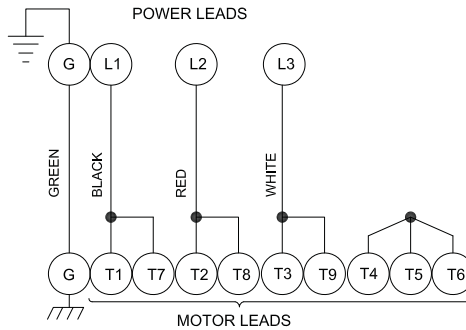 POWER LEADS
G L1 L2 L3
GREEN BLACK RED WHITE
G T1 T7 T2 T8 T3 T9 T4 T5 T6
MOTOR LEADS